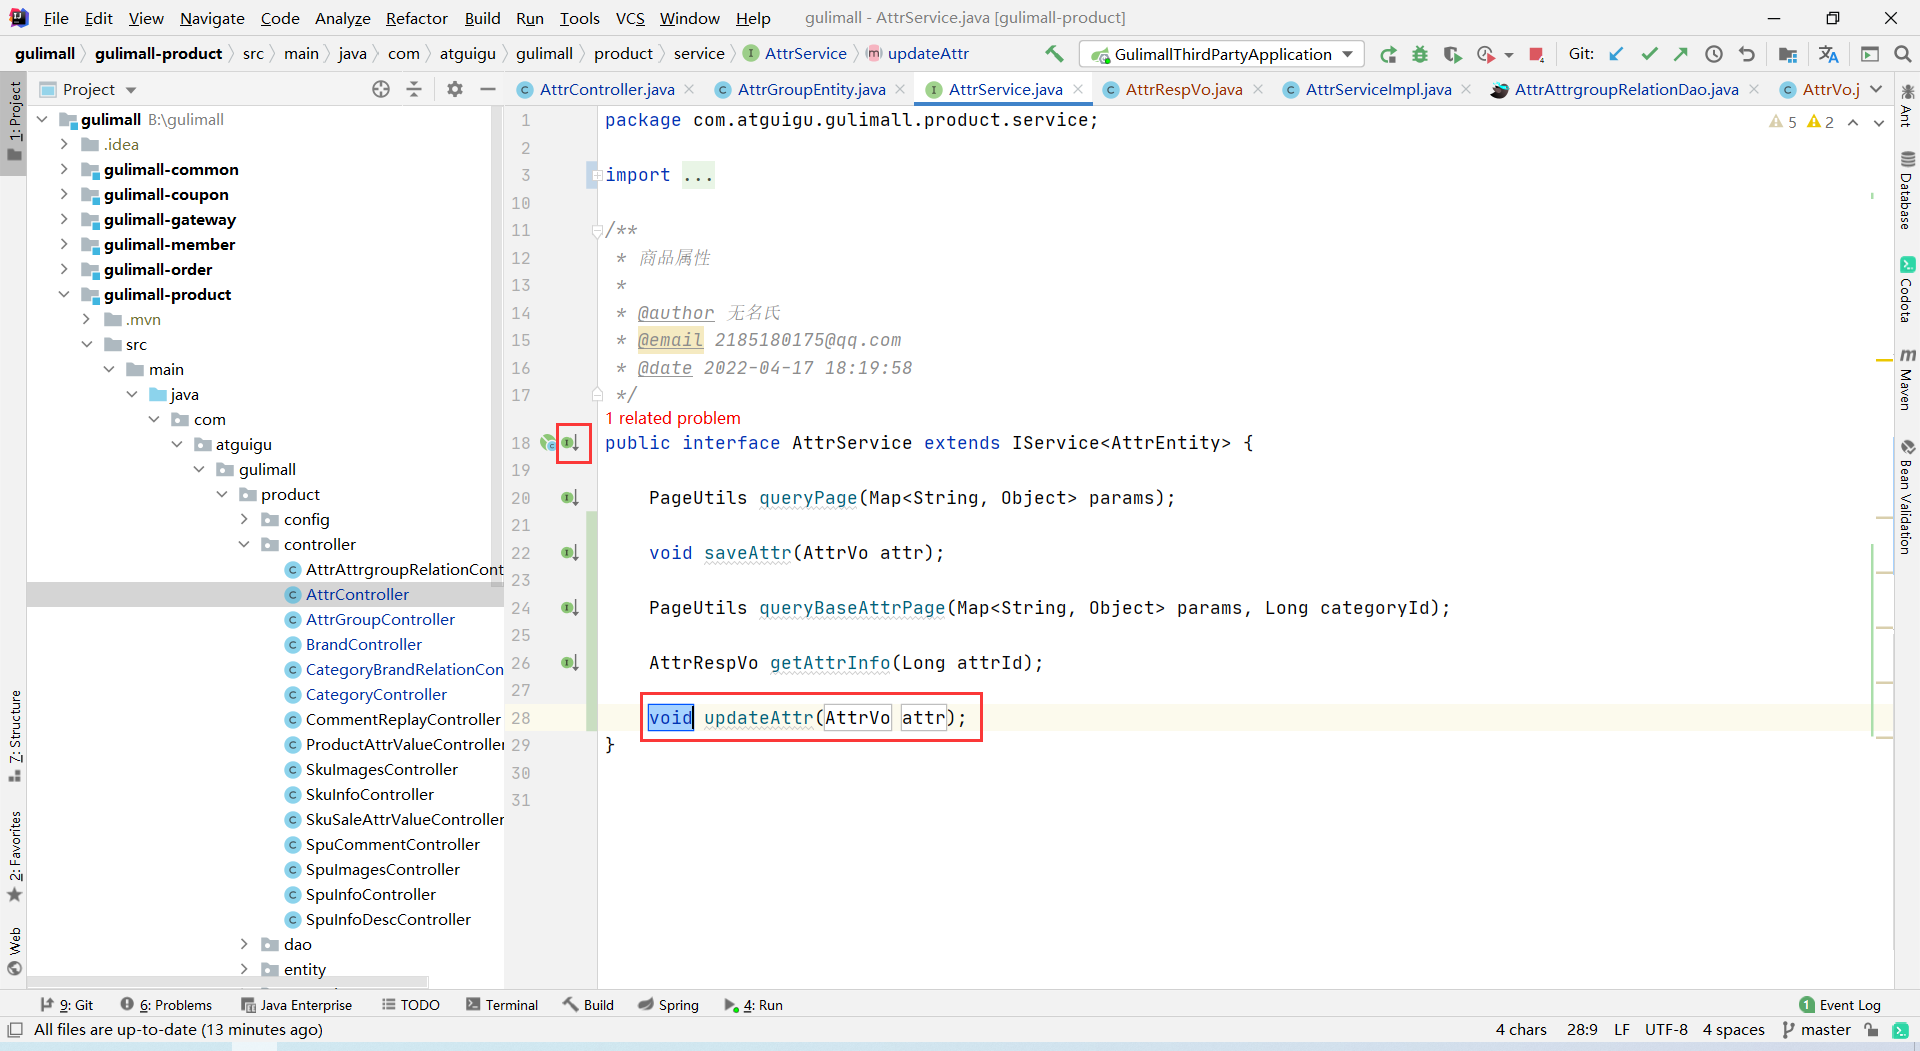 File Edit View Navigate Code Analyze Refactor Build Run Tools VCS Window Help gulimall - AttrService.java [gulimall-product]
gulimall gulimall-product src main java com atguigu gulimall product service AttrService updateAttr GulimallThirdPartyApplication Git:
Project
AttrController.java AttrGroupEntity.java AttrService.java AttrRespVo.java AttrServiceImpl.java AttrAttrgroupRelationDao.java AttrVo.j
1: Project
7: Structure
2: Favorites
Web
gulimall B:\gulimall
.idea
gulimall-common
gulimall-coupon
gulimall-gateway
gulimall-member
gulimall-order
gulimall-product
.mvn
src
main
java
com
atguigu
gulimall
product
config
controller
AttrAttrgroupRelationCont
AttrController
AttrGroupController
BrandController
CategoryBrandRelationCon
CategoryController
CommentReplayController
ProductAttrValueController
SkuImagesController
SkuInfoController
SkuSaleAttrValueController
SpuCommentController
SpuImagesController
SpuInfoController
SpuInfoDescController
dao
entity
5 2
1 package com.atguigu.gulimall.product.service;
2
3 import ...
10
11 /**
12 * 商品属性
13 *
14 * @author 无名氏
15 * @email 2185180175@qq.com
16 * @date 2022-04-17 18:19:58
17 */
1 related problem
18 public interface AttrService extends IService<AttrEntity> {
19
20 PageUtils queryPage(Map<String, Object> params);
21
22 void saveAttr(AttrVo attr);
23
24 PageUtils queryBaseAttrPage(Map<String, Object> params, Long categoryId);
25
26 AttrRespVo getAttrInfo(Long attrId);
27
28 void updateAttr(AttrVo attr);
29 }
30
31
Ant
Database
Codota
Maven
Bean Validation
9: Git 6: Problems Java Enterprise TODO Terminal Build Spring 4: Run 1 Event Log
All files are up-to-date (13 minutes ago) 4 chars 28:9 LF UTF-8 4 spaces master